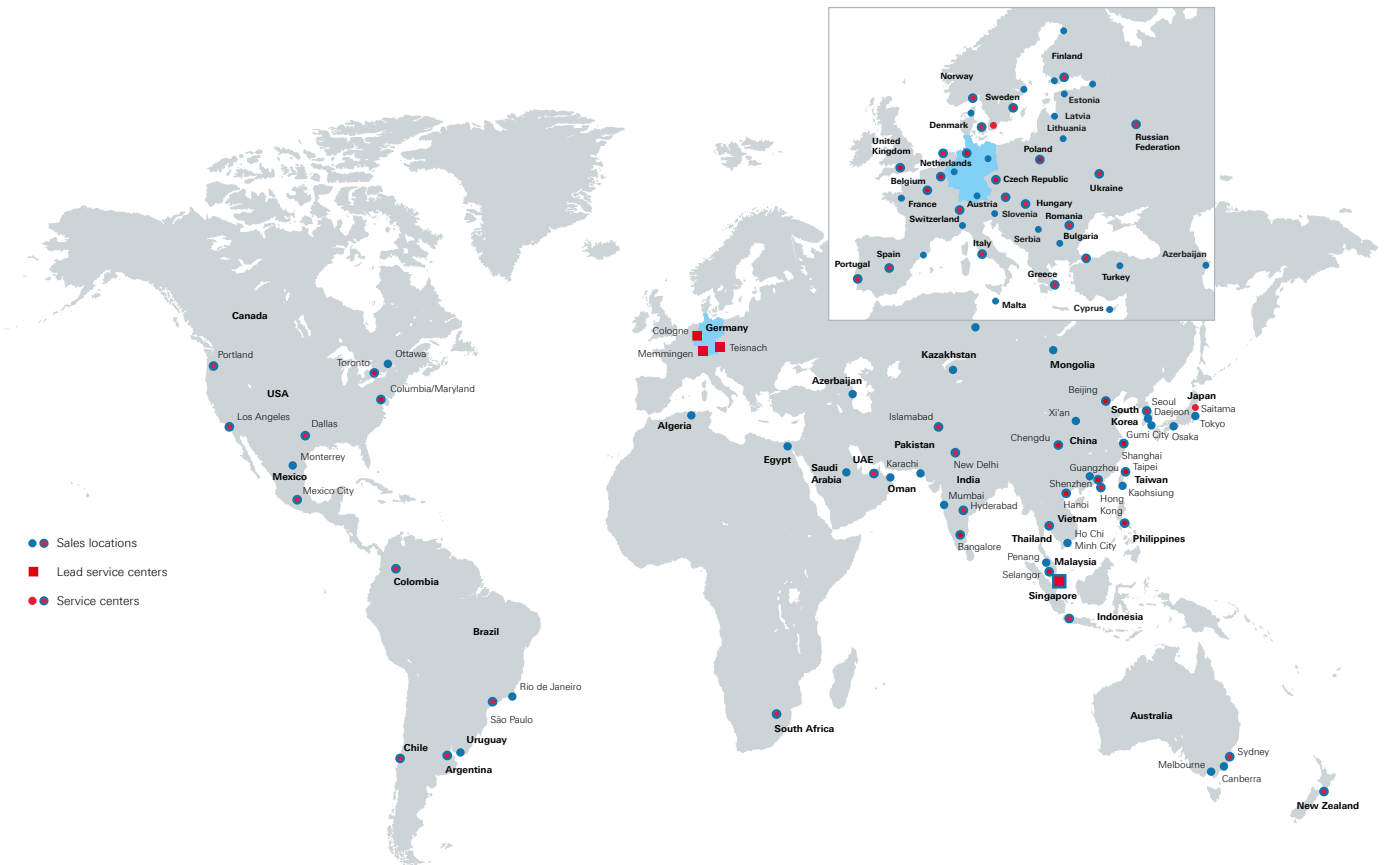 Finland
Norway
Sweden
Estonia
Denmark
Latvia
Lithuania
United
Kingdom
Russian
Federation
Poland
Netherlands
Belgium
Czech Republic
Ukraine
France
Austria
Hungary
Switzerland
Slovenia
Romania
Serbia
Bulgaria
Italy
Spain
Azerbaijan
Portugal
Greece
Turkey
Malta
Cyprus
Canada
Portland
Toronto
Ottawa
USA
Columbia/Maryland
Los Angeles
Dallas
Monterrey
Mexico
Mexico City
Cologne
Germany
Memmingen
Teisnach
Kazakhstan
Mongolia
Azerbaijan
Beijing
Japan
Seoul
Saitama
South
Korea
Daejeon
Tokyo
Algeria
Islamabad
Xi'an
Gumi City
Osaka
Chengdu
China
Pakistan
Shanghai
Egypt
Saudi
Arabia
UAE
Karachi
New Delhi
Guangzhou
Taipei
Oman
India
Shenzhen
Taiwan
Kaohsiung
Mumbai
Hyderabad
Hanoi
Hong
Kong
Vietnam
Bangalore
Thailand
Ho Chi
Minh City
Philippines
Penang
Malaysia
Selangor
Singapore
Indonesia
Sales locations
Lead service centers
Service centers
Colombia
Brazil
Rio de Janeiro
São Paulo
Uruguay
Chile
Argentina
South Africa
Australia
Sydney
Melbourne
Canberra
New Zealand